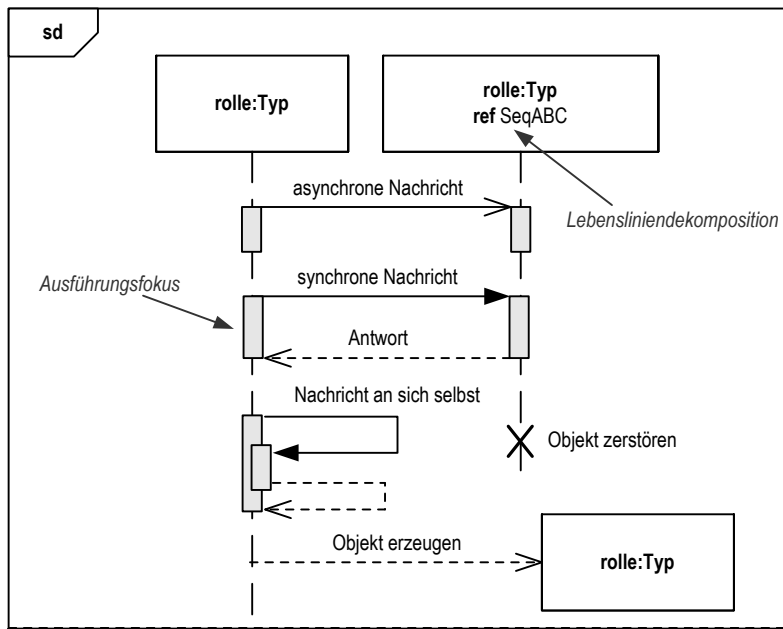 sd
rolle:Typ
rolle:Typ
ref SeqABC
asynchrone Nachricht
Lebensliniendekomposition
Ausführungsfokus
synchrone Nachricht
Antwort
Nachricht an sich selbst
Objekt zerstören
Objekt erzeugen
rolle:Typ